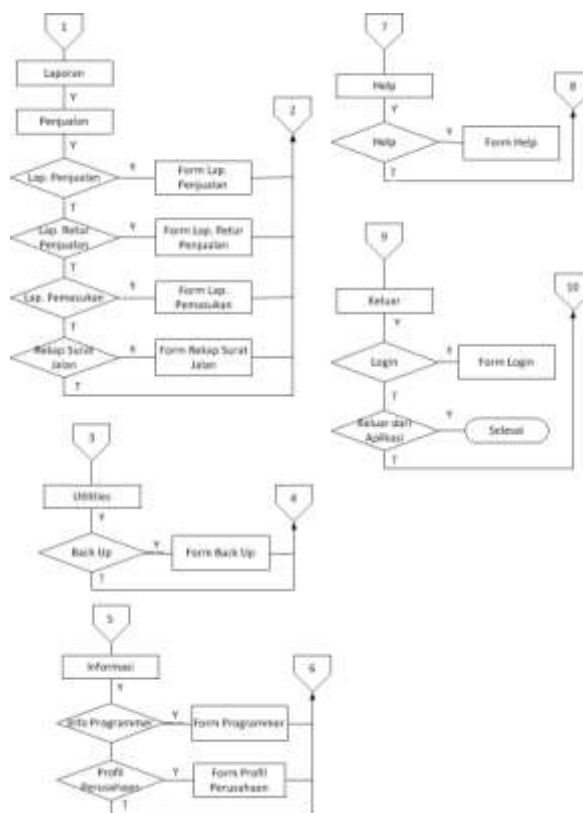 1
Laporan
Y
Penjualan
Y
Lap. Penjualan
Y
Form Lap.
Penjualan
T
Lap. Retur
Penjualan
Y
Form Lap. Retur
Penjualan
T
Lap. Pemasukan
Y
Form Lap.
Pemasukan
T
Rekap Surat
Jalan
Y
Form Rekap Surat
Jalan
T
2
3
Utilities
Y
Back Up
Y
Form Back Up
T
4
5
Informasi
Y
Info Programmer
Y
Form Programmer
Profil
Perusahaan
Y
Form Profil
Perusahaan
T
6
7
Help
Y
Help
Y
Form Help
T
8
9
Keluar
Y
Login
Y
Form Login
T
Keluar dari
Aplikasi
Y
Selesai
T
10